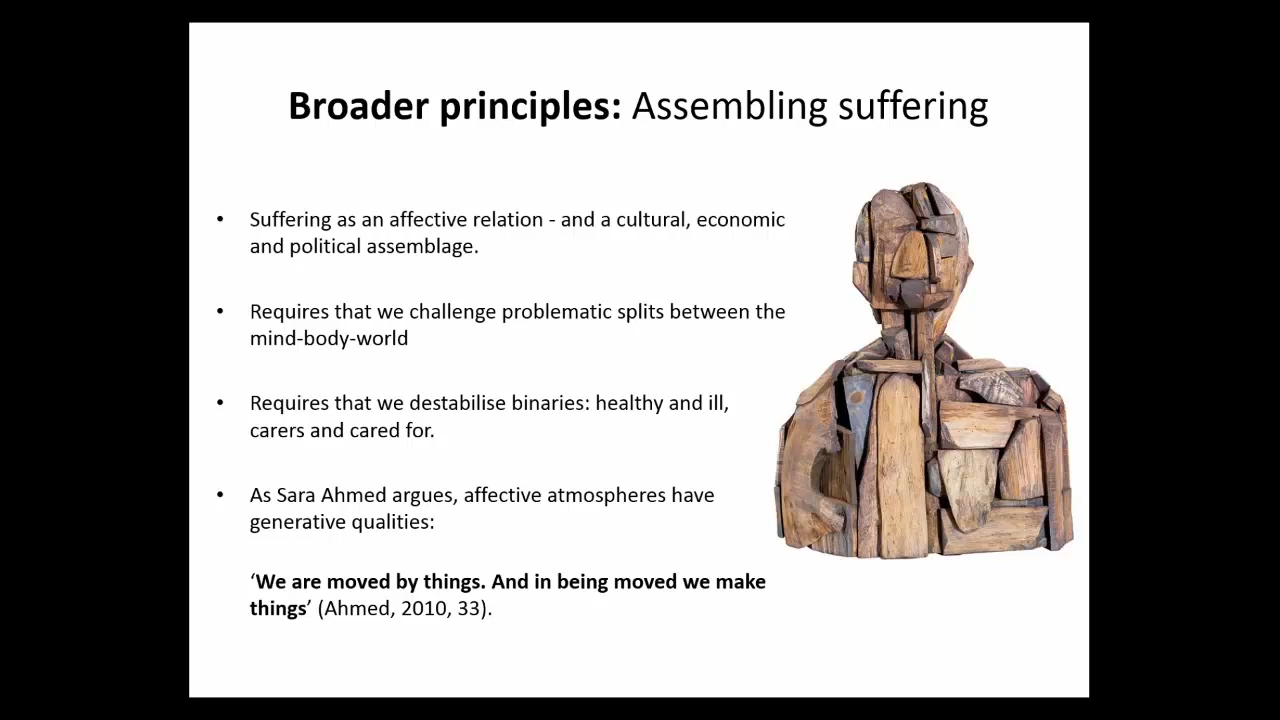 Broader principles: Assembling suffering
• Suffering as an affective relation - and a cultural, economic
and political assemblage.
• Requires that we challenge problematic splits between the
mind-body-world
• Requires that we destabilise binaries: healthy and ill,
carers and cared for.
• As Sara Ahmed argues, affective atmospheres have
generative qualities:
‘We are moved by things. And in being moved we make
things’ (Ahmed, 2010, 33).